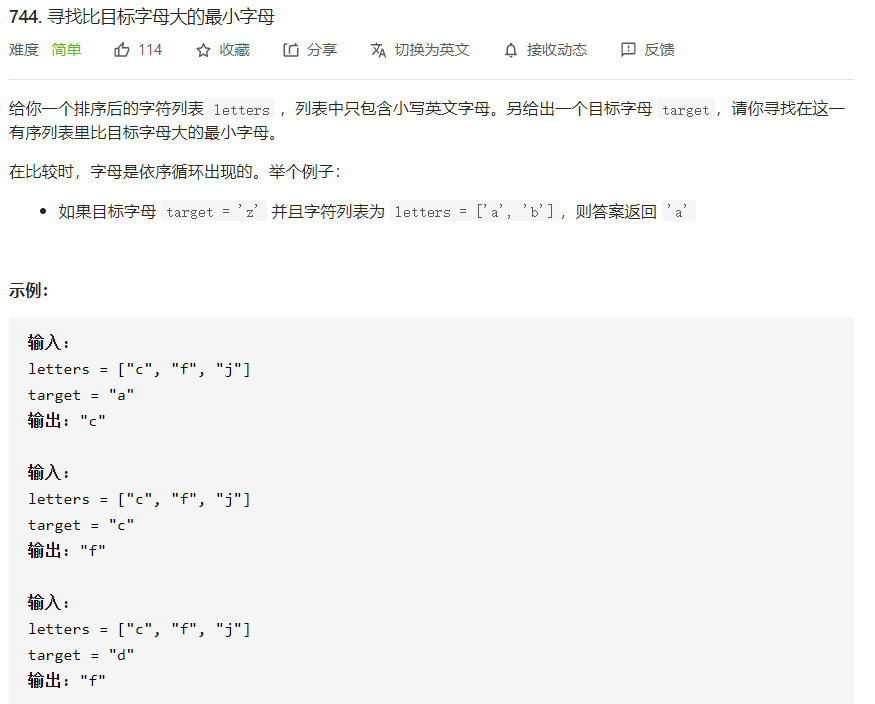 744. 寻找比目标字母大的最小字母
难度 简单 114 收藏 分享 切换为英文 接收动态 反馈
给你一个排序后的字符列表 letters ，列表中只包含小写英文字母。另给出一个目标字母 target，请你寻找在这一
有序列表里比目标字母大的最小字母。
在比较时，字母是依序循环出现的。举个例子：
• 如果目标字母 target = 'z' 并且字符列表为 letters = ['a', 'b']，则答案返回 'a'
示例：
输入：
letters = ["c", "f", "j"]
target = "a"
输出："c"
输入：
letters = ["c", "f", "j"]
target = "c"
输出："f"
输入：
letters = ["c", "f", "j"]
target = "d"
输出："f"